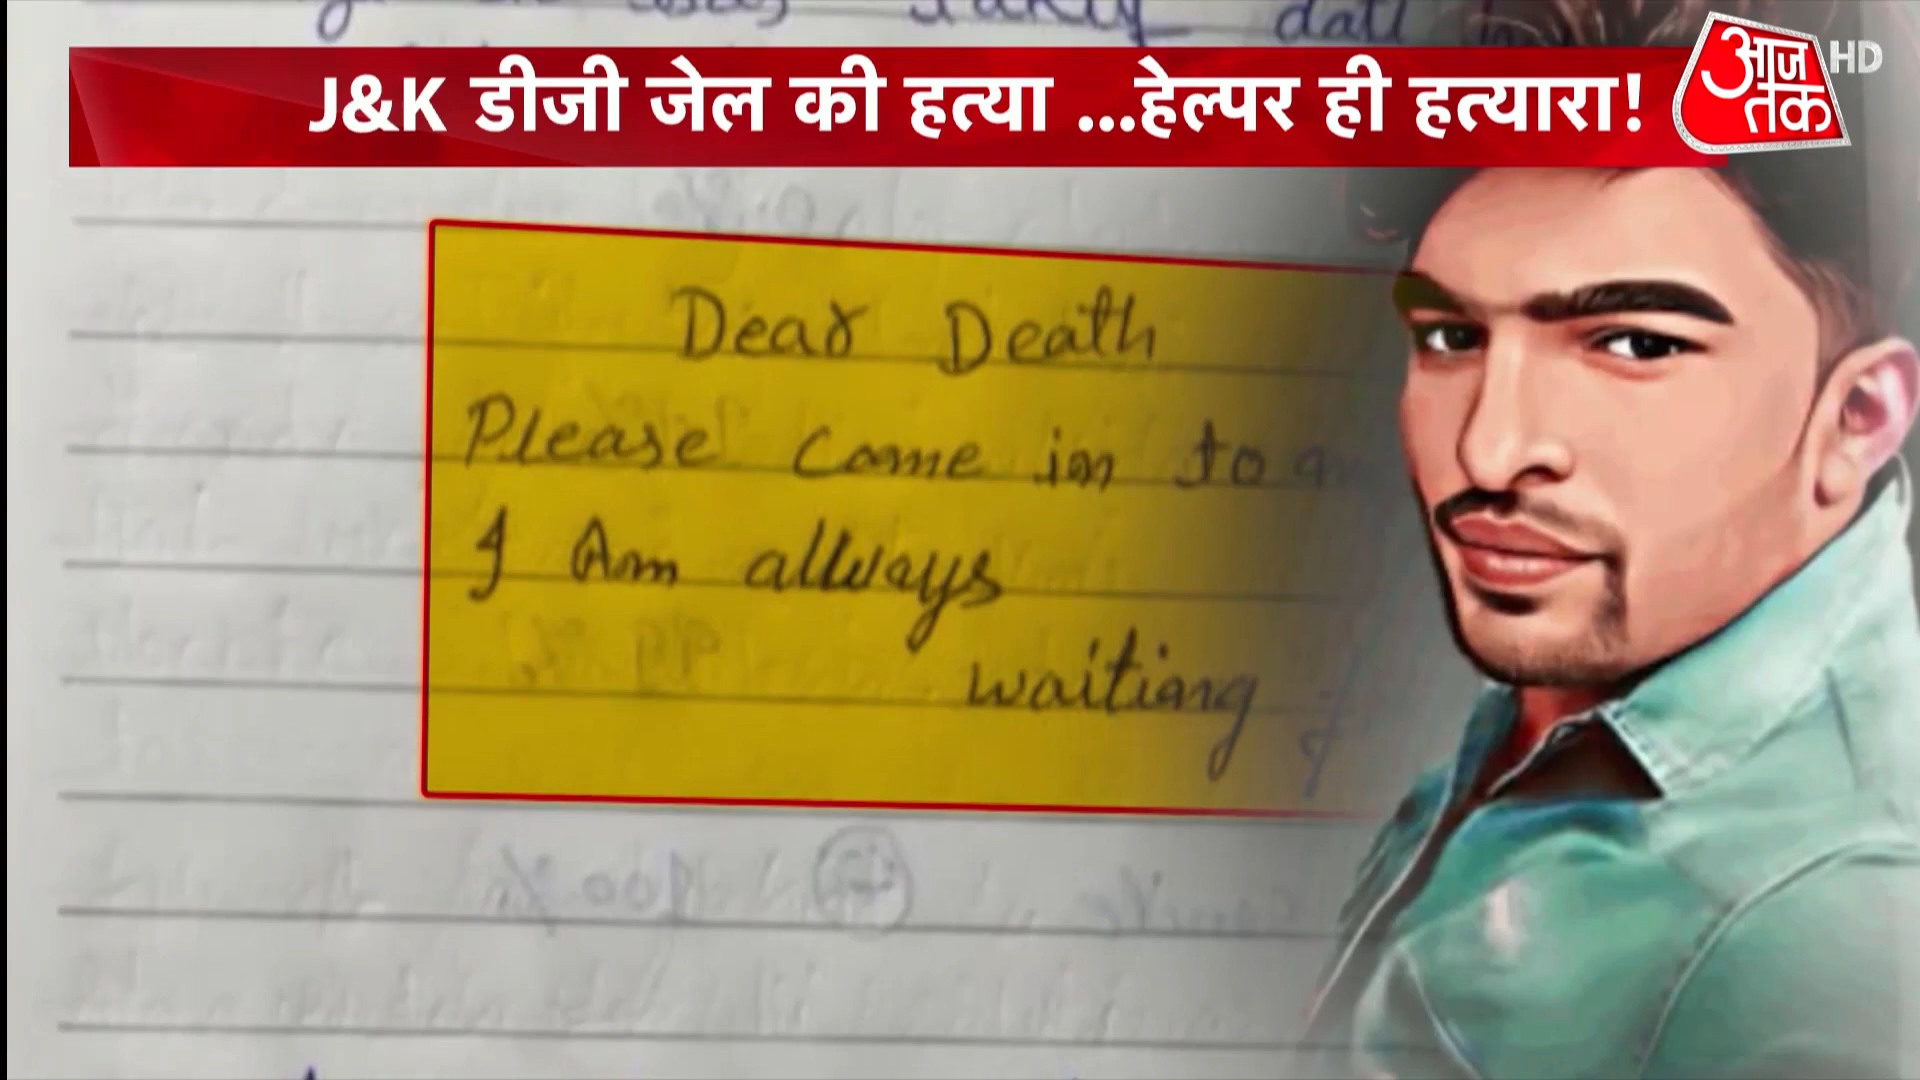 J&K डीजी जेल की हत्या ...हेल्पर ही हत्यारा!
आज तक HD
Dear Death
Please Come in to
I Am allways
waiting